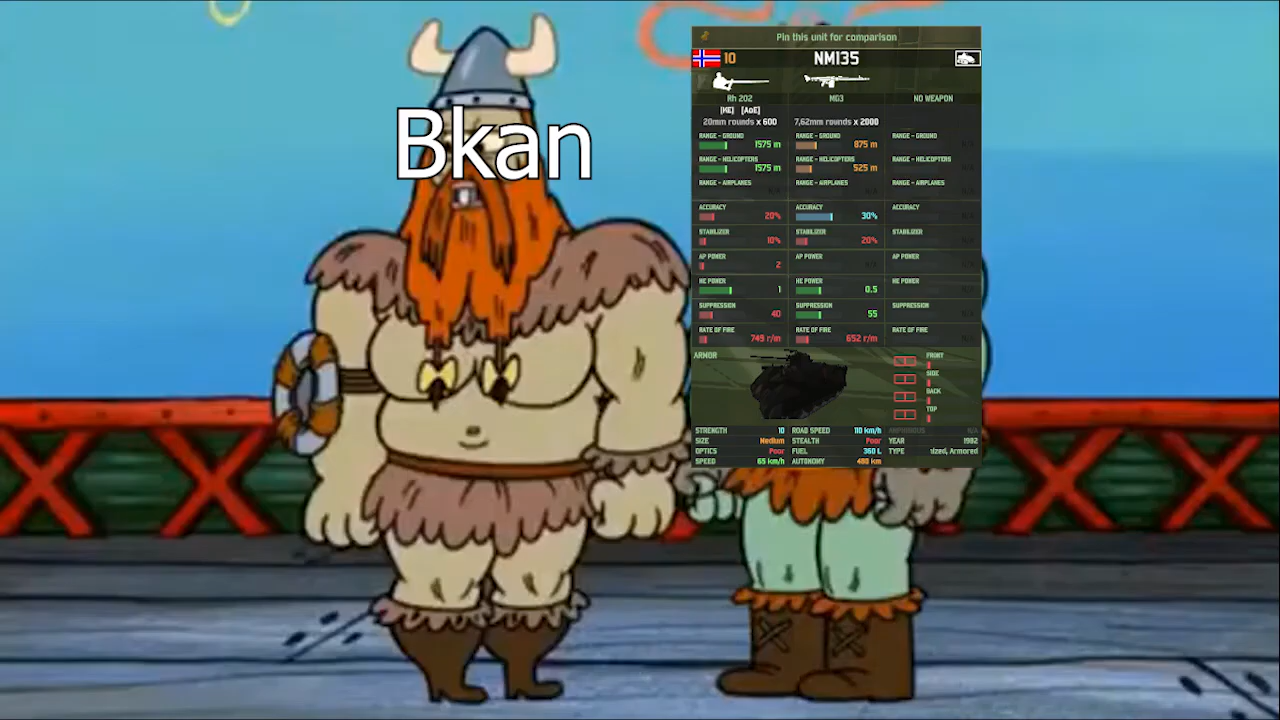 Bkan
Pin this unit for comparison
10 NM135
Rh 202 MG3 NO WEAPON
[HE] [AoE]
20mm rounds x 600 7,62mm rounds x 2000
RANGE - GROUND RANGE - GROUND RANGE - GROUND
1575 m 875 m
RANGE - HELICOPTERS RANGE - HELICOPTERS RANGE - HELICOPTERS
1575 m 525 m
RANGE - AIRPLANES RANGE - AIRPLANES RANGE - AIRPLANES
ACCURACY ACCURACY ACCURACY
20% 30%
STABILIZER STABILIZER STABILIZER
10% 20%
AP POWER AP POWER AP POWER
2
HE POWER HE POWER HE POWER
1 0.5
SUPPRESSION SUPPRESSION SUPPRESSION
40 55
RATE OF FIRE RATE OF FIRE RATE OF FIRE
749 r/m 652 r/m
ARMOR FRONT
SIDE
BACK
TOP
STRENGTH 10 ROAD SPEED 110 km/h AMPHIBIOUS N/A
SIZE Medium STEALTH Poor YEAR 1982
OPTICS Poor FUEL 360 L TYPE ized, Armored
SPEED 65 km/h AUTONOMY km